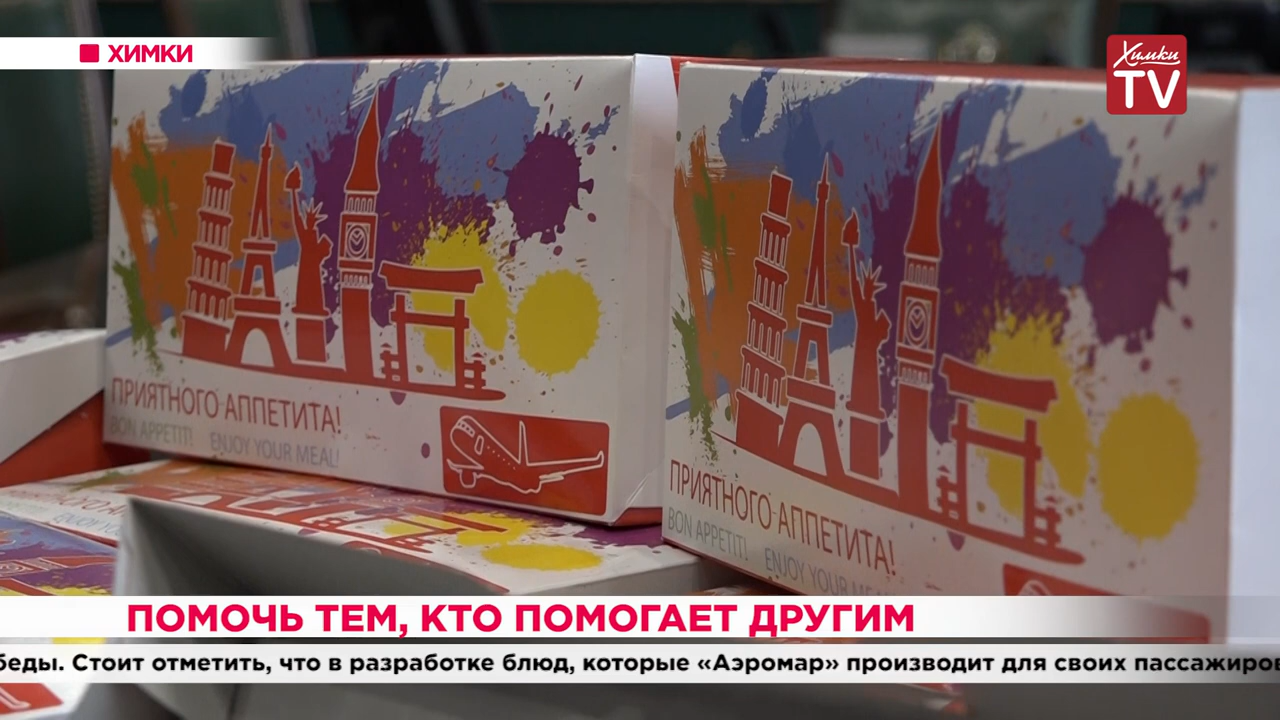 ХИМКИ
Химки
TV
ПРИЯТНОГО АППЕТИТА!
BON APPETIT! ENJOY YOUR MEAL!
ПРИЯТНОГО АППЕТИТА!
BON APPETIT! ENJOY YOUR
ПОМОЧЬ ТЕМ, КТО ПОМОГАЕТ ДРУГИМ
беды. Стоит отметить, что в разработке блюд, которые «Аэромар» производит для своих пассажиров